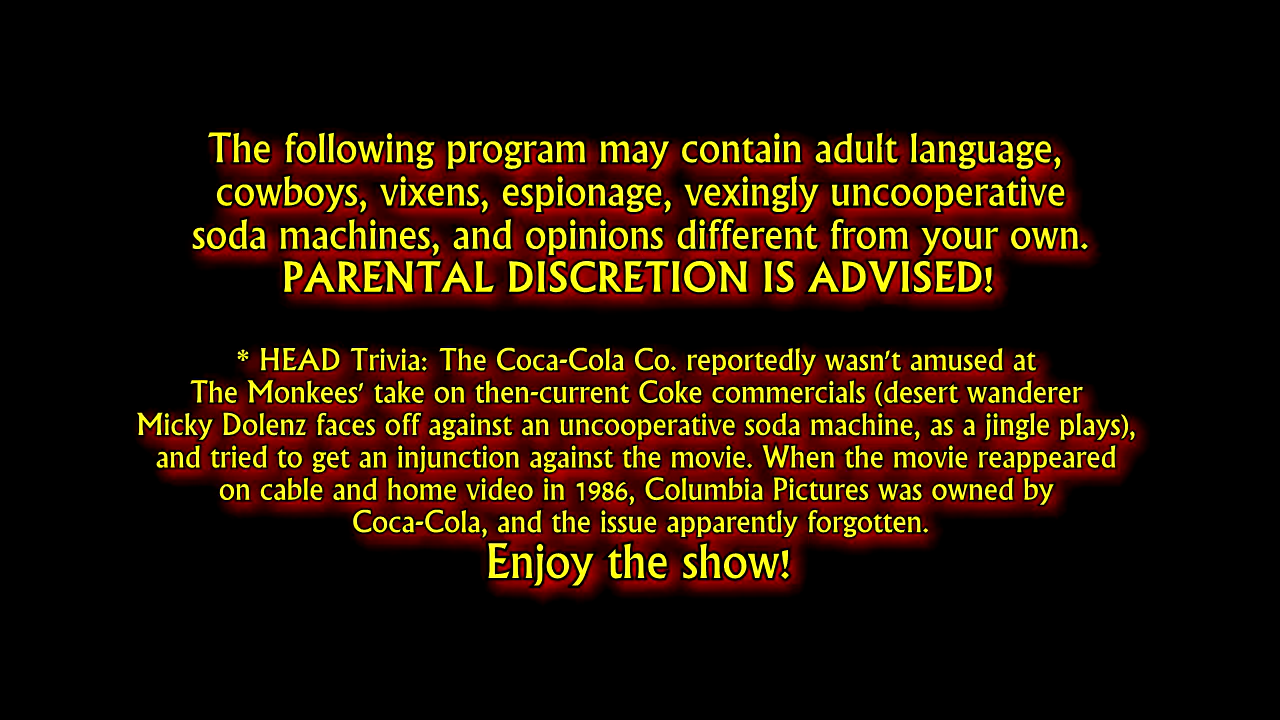 The following program may contain adult language,
cowboys, vixens, espionage, vexingly uncooperative
soda machines, and opinions different from your own.
PARENTAL DISCRETION IS ADVISED!
* HEAD Trivia: The Coca-Cola Co. reportedly wasn't amused at
The Monkees' take on then-current Coke commercials (desert wanderer
Micky Dolenz faces off against an uncooperative soda machine, as a jingle plays),
and tried to get an injunction against the movie. When the movie reappeared
on cable and home video in 1986, Columbia Pictures was owned by
Coca-Cola, and the issue apparently forgotten.
Enjoy the show!